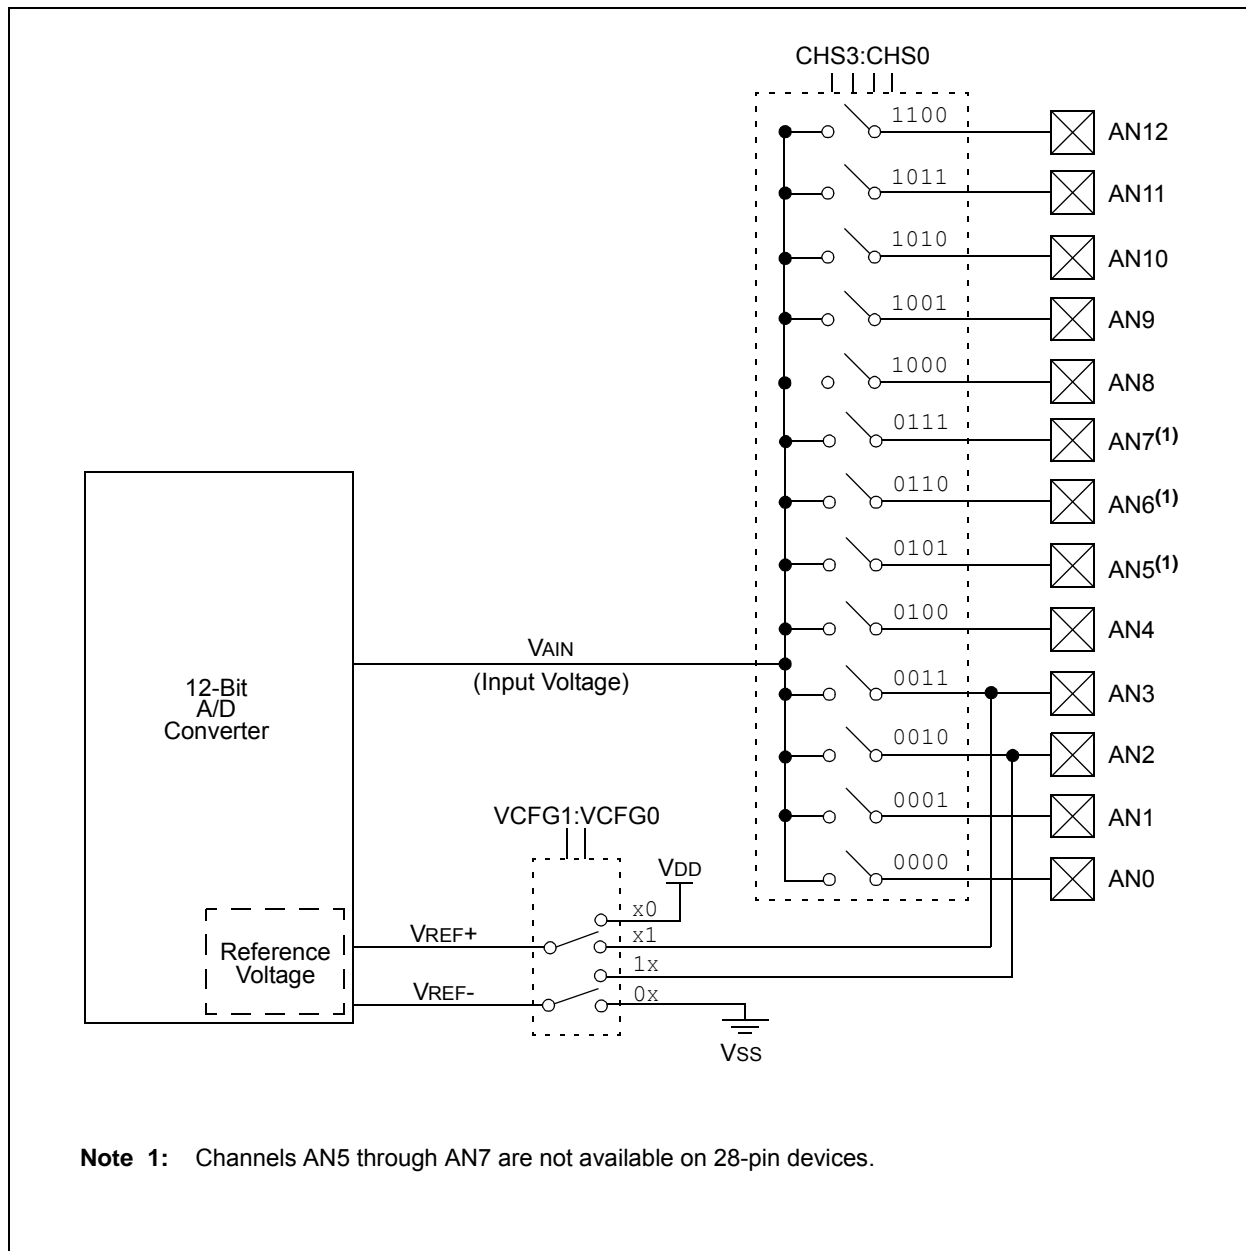 CHS3:CHS0
1100
AN12
1011
AN11
1010
AN10
1001
AN9
1000
AN8
0111
AN7(1)
0110
AN6(1)
0101
AN5(1)
0100
AN4
VAIN
(Input Voltage)
12-Bit
A/D
Converter
0011
AN3
0010
AN2
0001
AN1
0000
AN0
VCFG1:VCFG0
VDD
x0
VREF+
x1
Reference
Voltage
1x
VREF-
0x
VSS
Note 1: Channels AN5 through AN7 are not available on 28-pin devices.